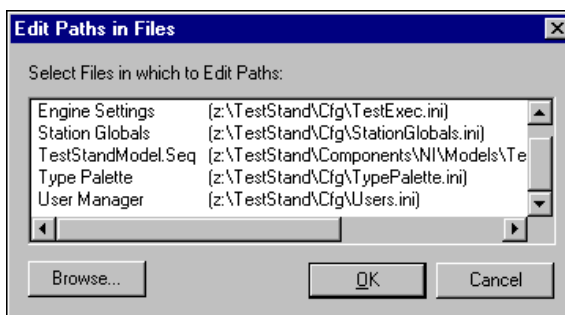 Edit Paths in Files
Select Files in which to Edit Paths:
Engine Settings (z:\TestStand\Cfg\TestExec.ini)
Station Globals (z:\TestStand\Cfg\StationGlobals.ini)
TestStandModel.Seq (z:\TestStand\Components\NI\Models\Te
Type Palette (z:\TestStand\Cfg\TypePalette.ini)
User Manager (z:\TestStand\Cfg\Users.ini)
Browse... OK Cancel